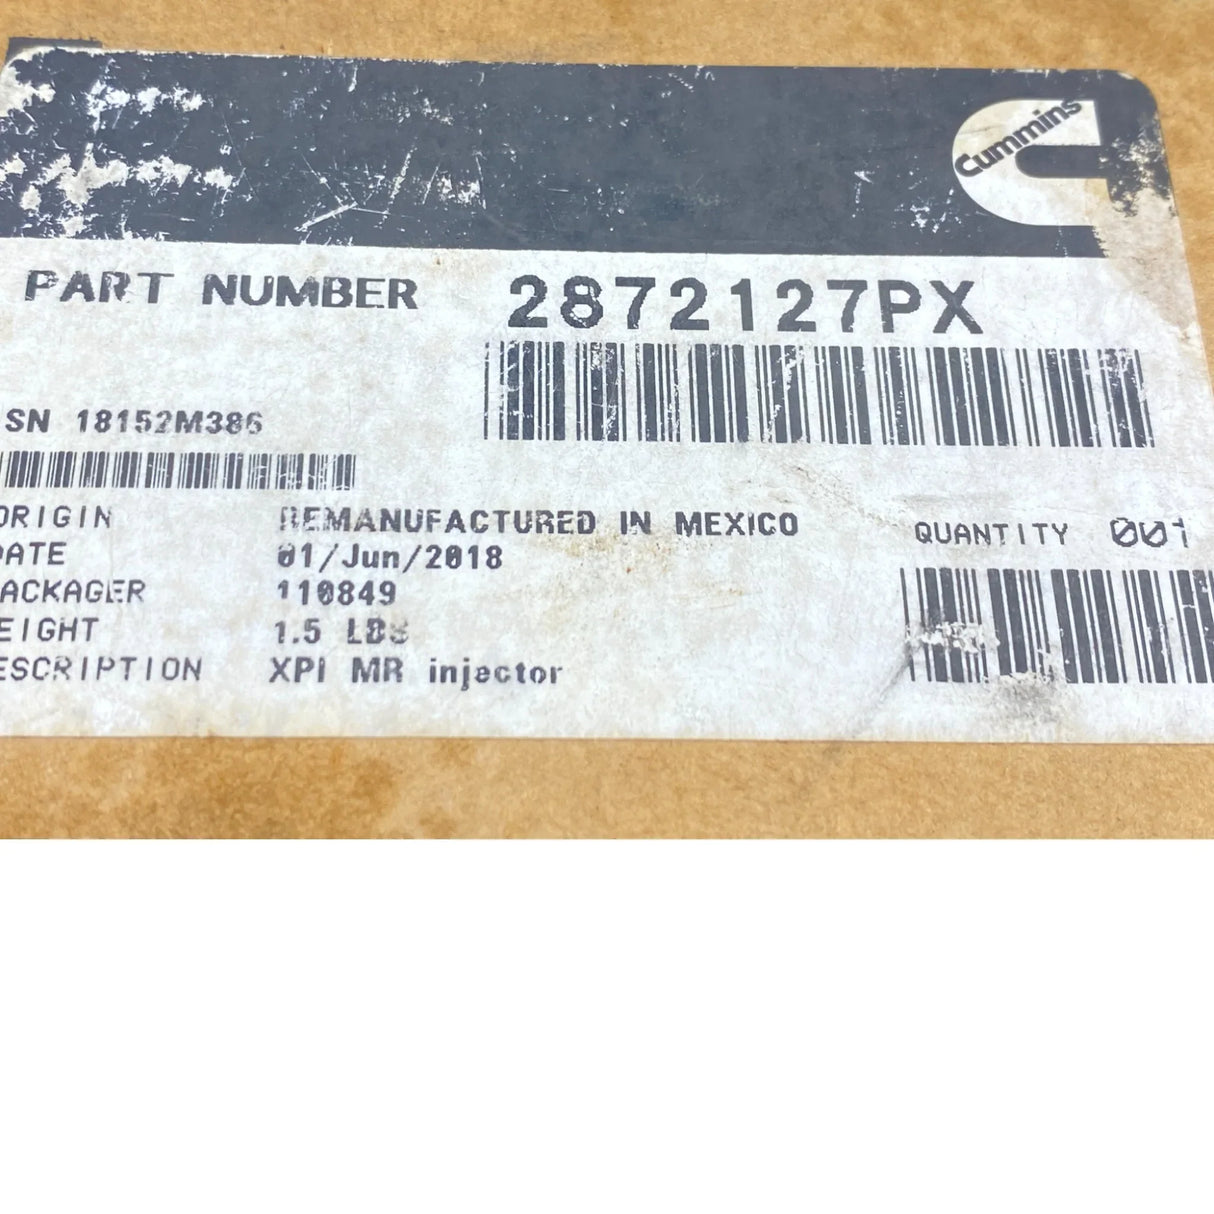 Cummins
PART NUMBER 2872127PX
SN 18152M386
ORIGIN REMANUFACTURED IN MEXICO
QUANTITY 001
DATE 01/Jun/2018
ACKAGER 110849
EIGHT 1.5 LBS
ESCRIPTION XPI MR injector